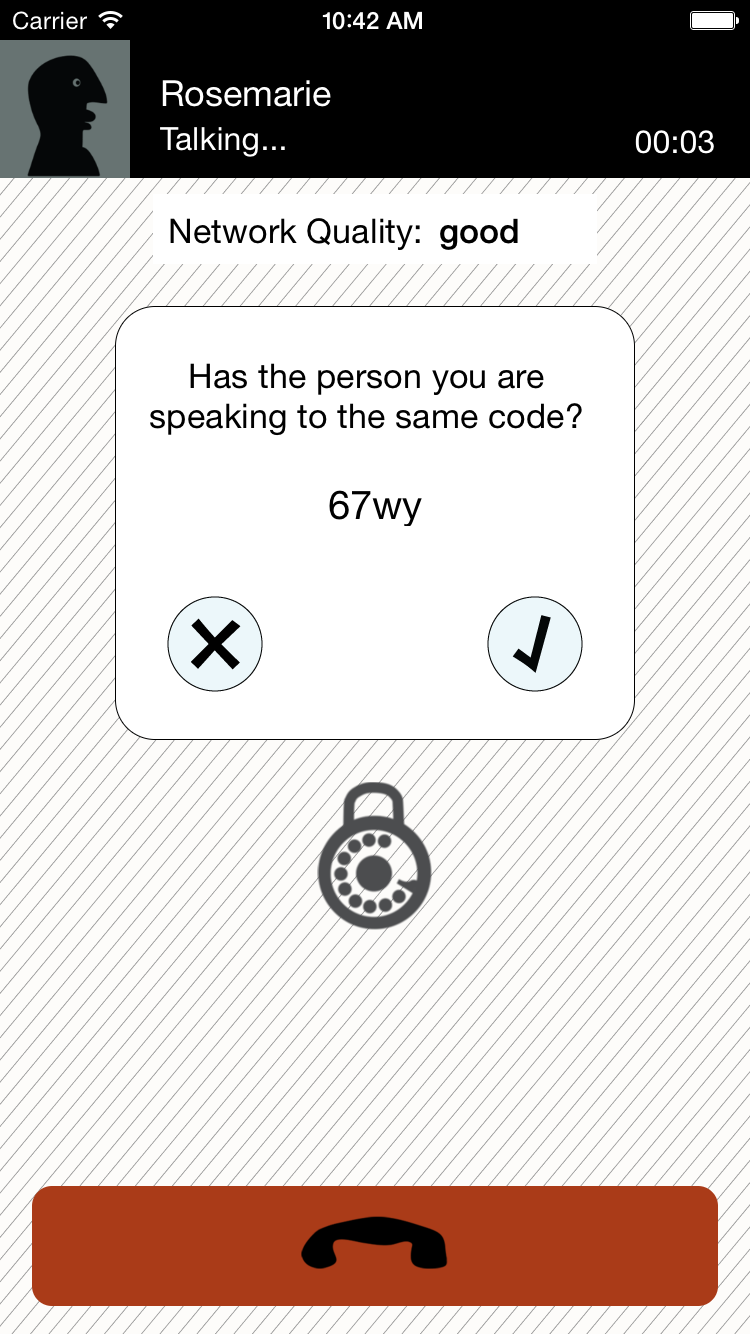 Carrier 10:42 AM
Rosemarie
Talking...
00:03
Network Quality: good
Has the person you are
speaking to the same code?
67wy